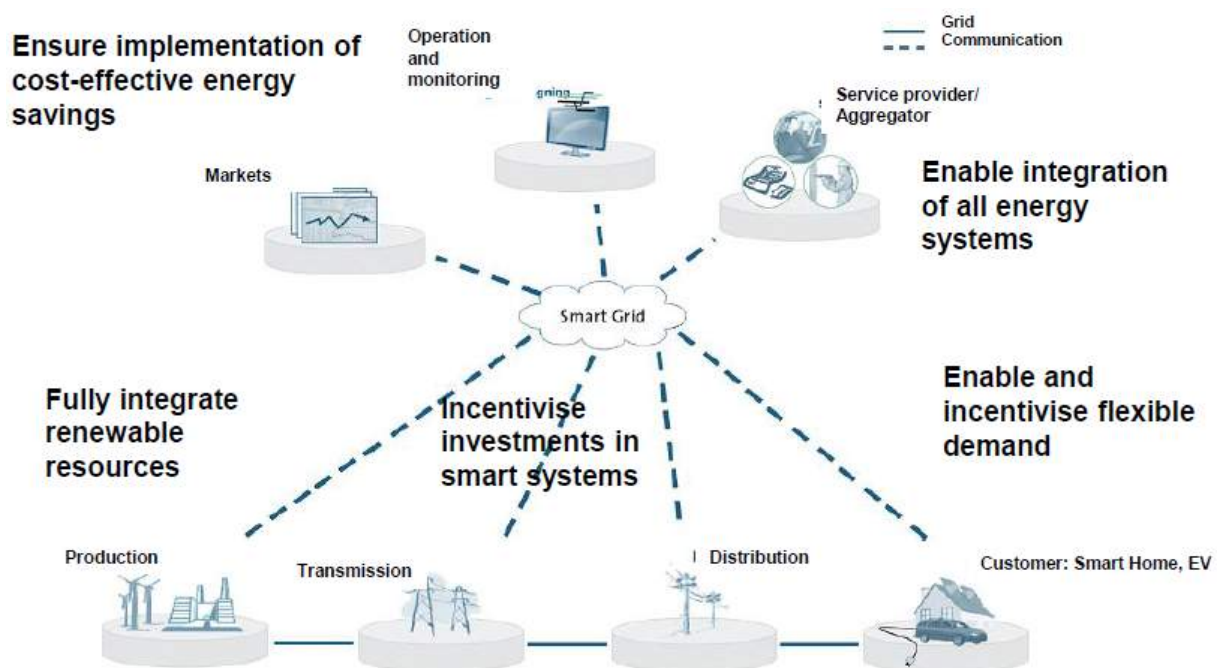 Ensure implementation of
cost-effective energy
savings
Operation
and
monitoring
gning
Grid
Communication
Service provider/
Aggregator
Markets
Enable integration
of all energy
systems
Smart Grid
Fully integrate
renewable
resources
Incentivise
investments in
smart systems
Enable and
incentivise flexible
demand
Production
Transmission
Distribution
Customer: Smart Home, EV